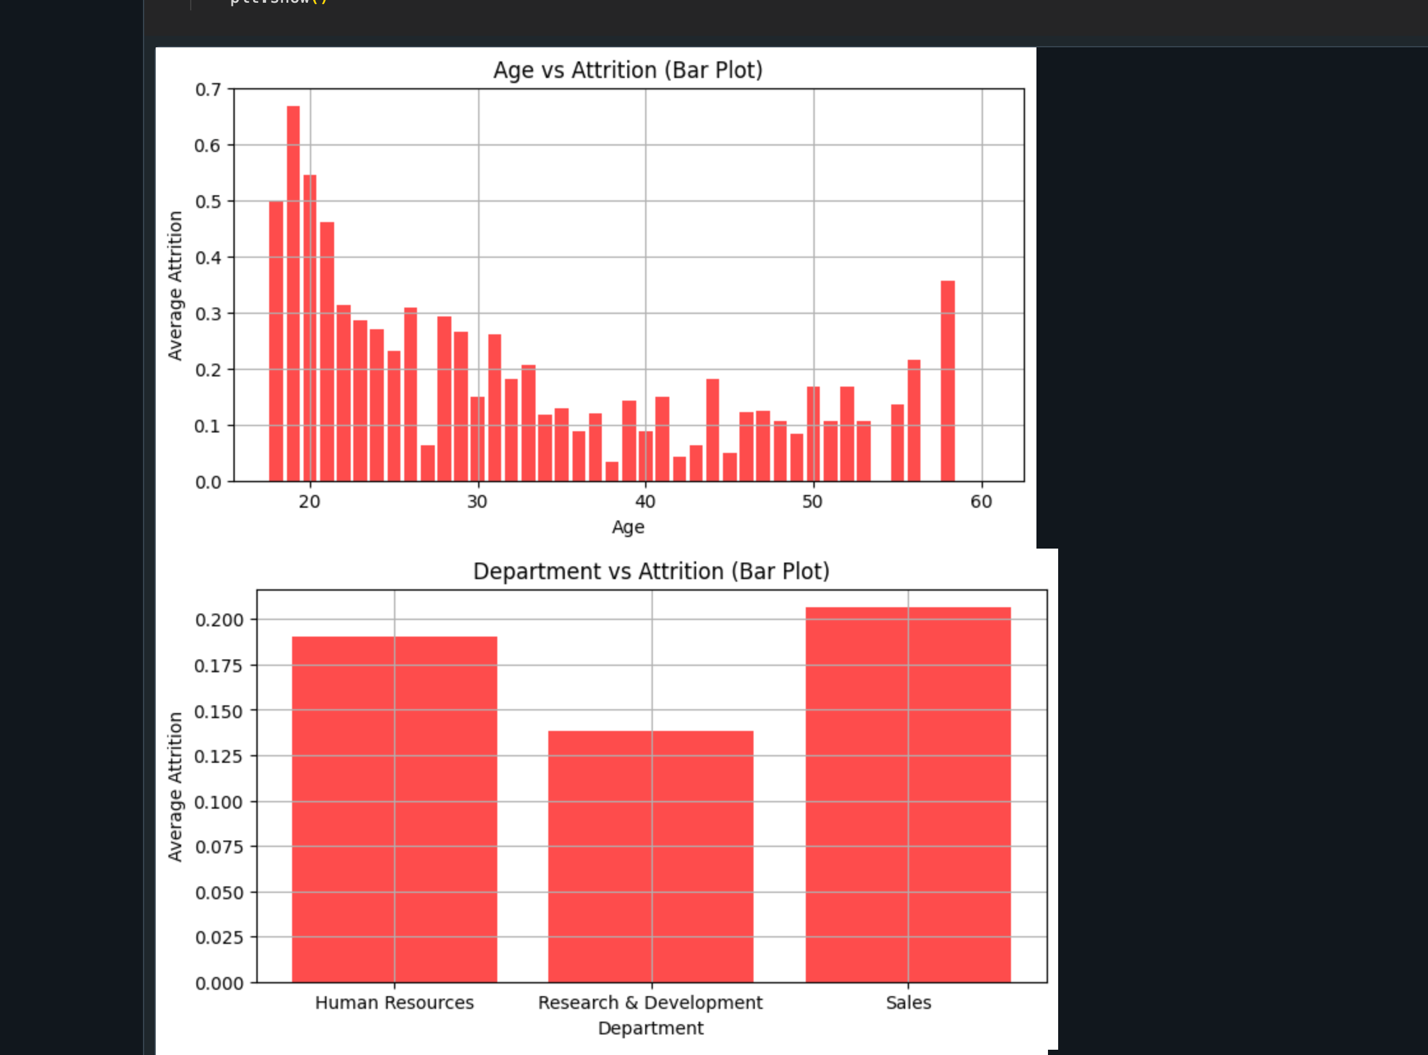 plt.show()
Age vs Attrition (Bar Plot)
0.7
0.6
0.5
0.4
0.3
0.2
0.1
0.0
Average Attrition
20 30 40 50 60
Age
Department vs Attrition (Bar Plot)
0.200
0.175
0.150
0.125
0.100
0.075
0.050
0.025
0.000
Average Attrition
Human Resources Research & Development Sales
Department